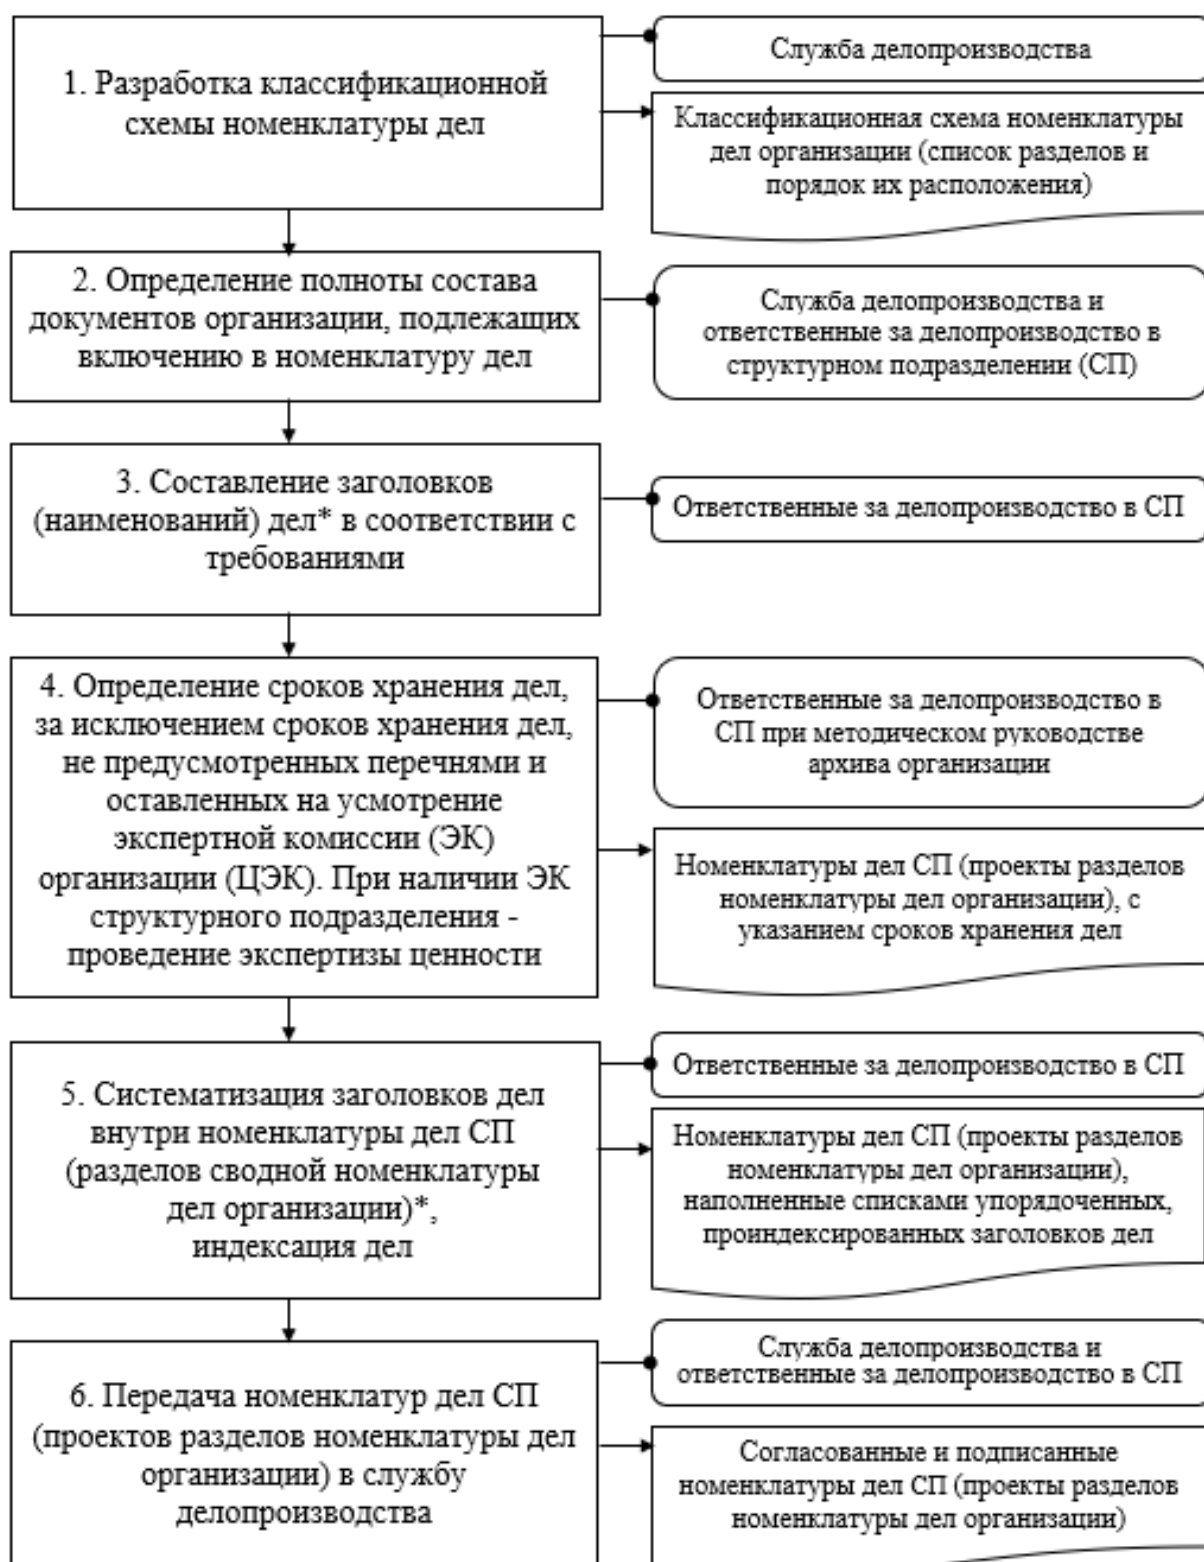 1. Разработка классификационной
схемы номенклатуры дел
Служба делопроизводства
Классификационная схема номенклатуры
дел организации (список разделов и
порядок их расположения)
2. Определение полноты состава
документов организации, подлежащих
включению в номенклатуру дел
Служба делопроизводства и
ответственные за делопроизводство в
структурном подразделении (СП)
3. Составление заголовков
(наименований) дел* в соответствии с
требованиями
Ответственные за делопроизводство в СП
4. Определение сроков хранения дел,
за исключением сроков хранения дел,
не предусмотренных перечнями и
оставленных на усмотрение
экспертной комиссии (ЭК)
организации (ЦЭК). При наличии ЭК
структурного подразделения -
проведение экспертизы ценности
Ответственные за делопроизводство в
СП при методическом руководстве
архива организации
Номенклатуры дел СП (проекты разделов
номенклатуры дел организации), с
указанием сроков хранения дел
5. Систематизация заголовков дел
внутри номенклатуры дел СП
(разделов сводной номенклатуры
дел организации)*,
индексация дел
Ответственные за делопроизводство в СП
Номенклатуры дел СП (проекты разделов
номенклатуры дел организации),
наполненные списками упорядоченных,
проиндексированных заголовков дел
6. Передача номенклатур дел СП
(проектов разделов номенклатуры дел
организации) в службу
делопроизводства
Служба делопроизводства и
ответственные за делопроизводство в СП
Согласованные и подписанные
номенклатуры дел СП (проекты разделов
номенклатуры дел организации)